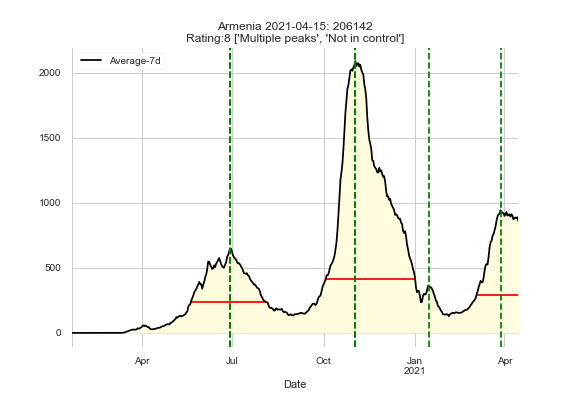 Armenia 2021-04-15: 206142
Rating:8 ['Multiple peaks', 'Not in control']
Average-7d
2000
1500
1000
500
0
Apr Jul Oct Jan Apr
2021
Date